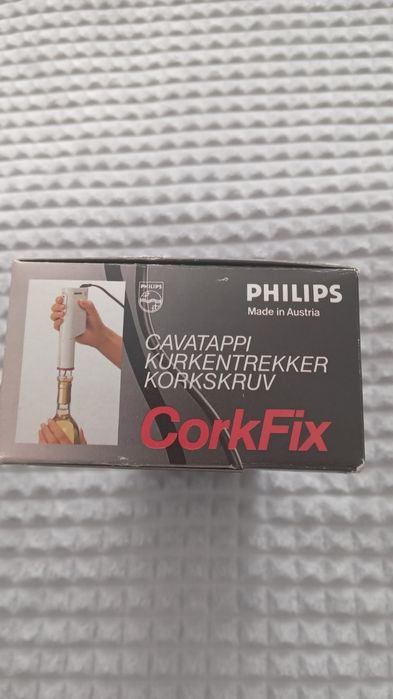 PHILIPS
PHILIPS
Made in Austria
CAVATAPPI
KURKENTREKKER
KORKSKRUV
CorkFix